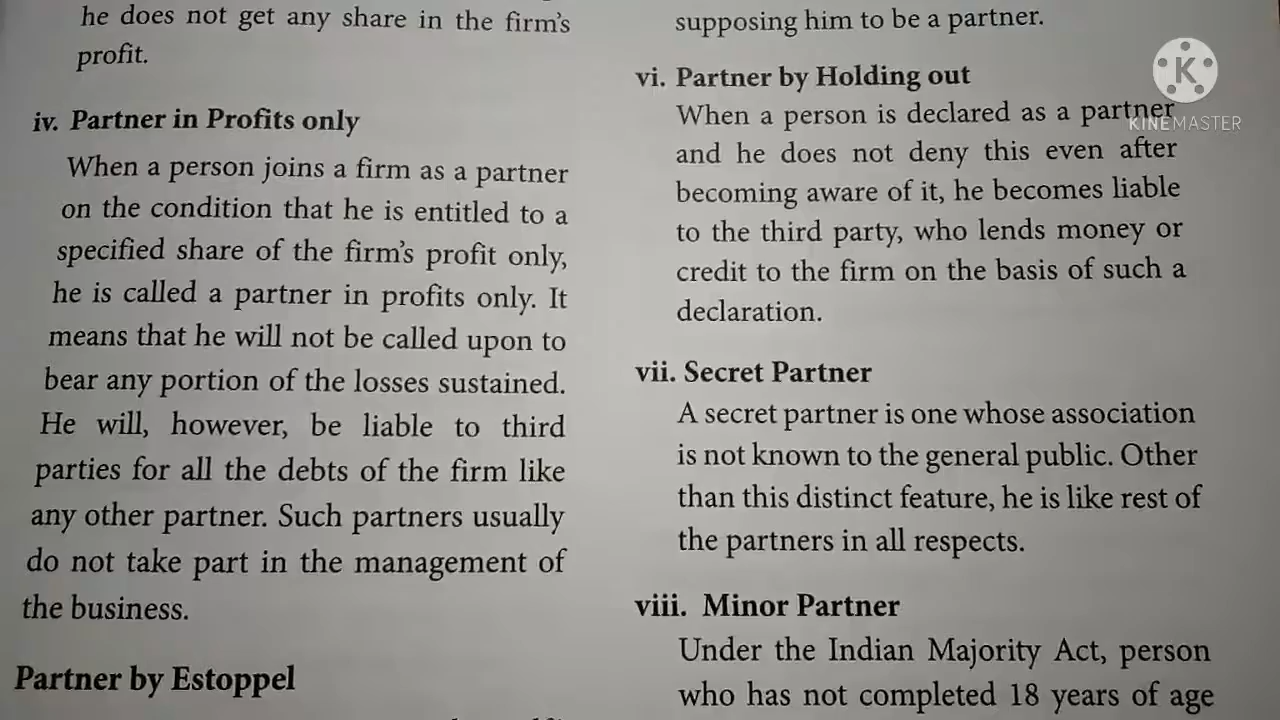 he does not get any share in the firm's
profit.
iv. Partner in Profits only
When a person joins a firm as a partner
on the condition that he is entitled to a
specified share of the firm's profit only,
he is called a partner in profits only. It
means that he will not be called upon to
bear any portion of the losses sustained.
He will, however, be liable to third
parties for all the debts of the firm like
any other partner. Such partners usually
do not take part in the management of
the business.
Partner by Estoppel
supposing him to be a partner.
vi. Partner by Holding out
When a person is declared as a partner
and he does not deny this even after
becoming aware of it, he becomes liable
to the third party, who lends money or
credit to the firm on the basis of such a
declaration.
vii. Secret Partner
A secret partner is one whose association
is not known to the general public. Other
than this distinct feature, he is like rest of
the partners in all respects.
viii. Minor Partner
Under the Indian Majority Act, person
who has not completed 18 years of age
K
KINEMASTER